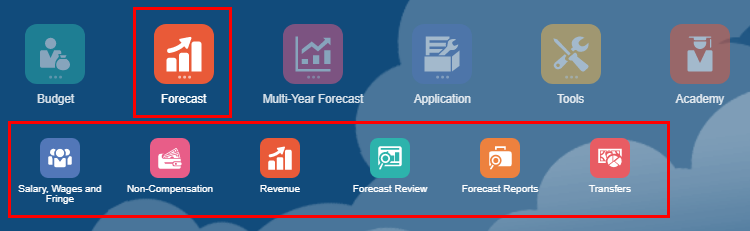 Budget
Forecast
Multi-Year Forecast
Application
Tools
Academy
Salary, Wages and
Fringe
Non-Compensation
Revenue
Forecast Review
Forecast Reports
Transfers